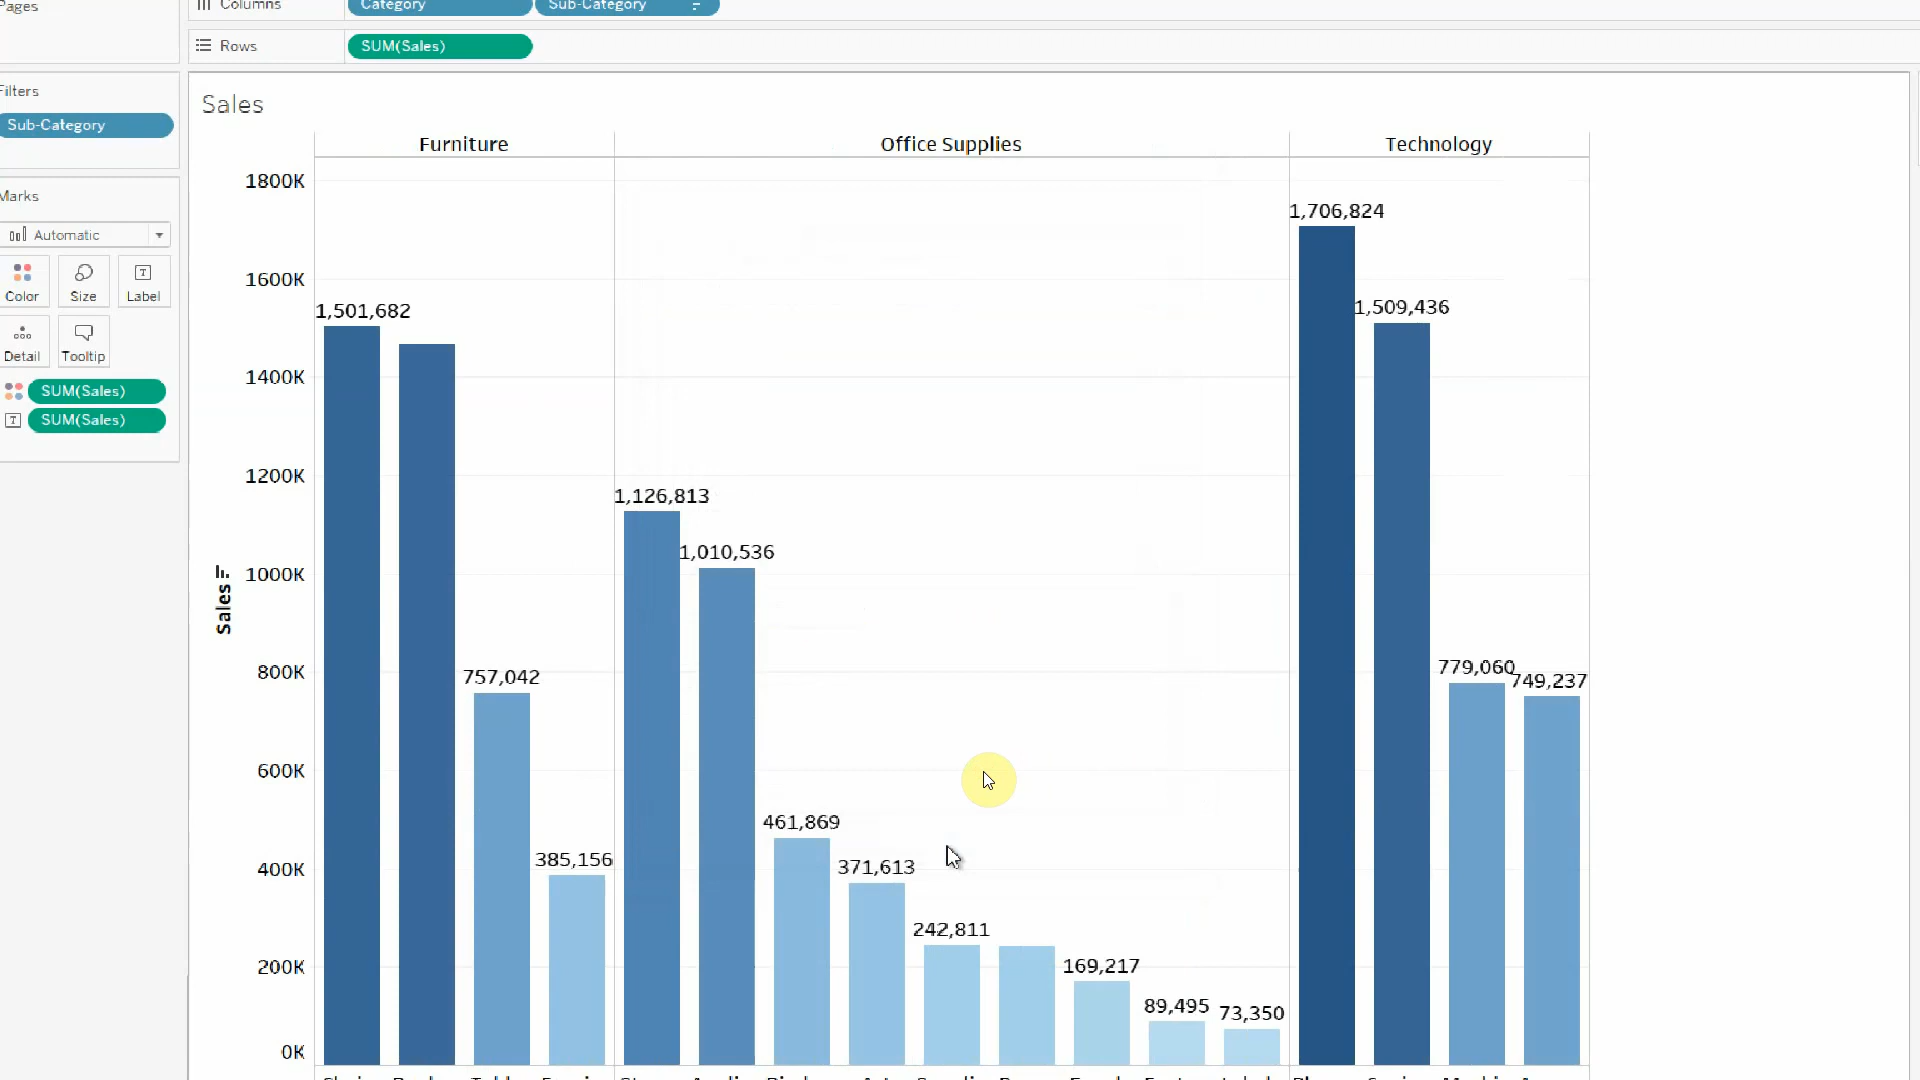 Pages
Columns
Category
Sub-Category
Rows
SUM(Sales)
Filters
Sub-Category
Marks
Automatic
Color
Size
Label
Detail
Tooltip
SUM(Sales)
SUM(Sales)
Sales
Furniture
Office Supplies
Technology
1800K
1600K
1400K
1200K
1000K
800K
600K
400K
200K
0K
Sales
1,501,682
757,042
385,156
1,126,813
1,010,536
461,869
371,613
242,811
169,217
89,495
73,350
1,706,824
1,509,436
779,060
749,237